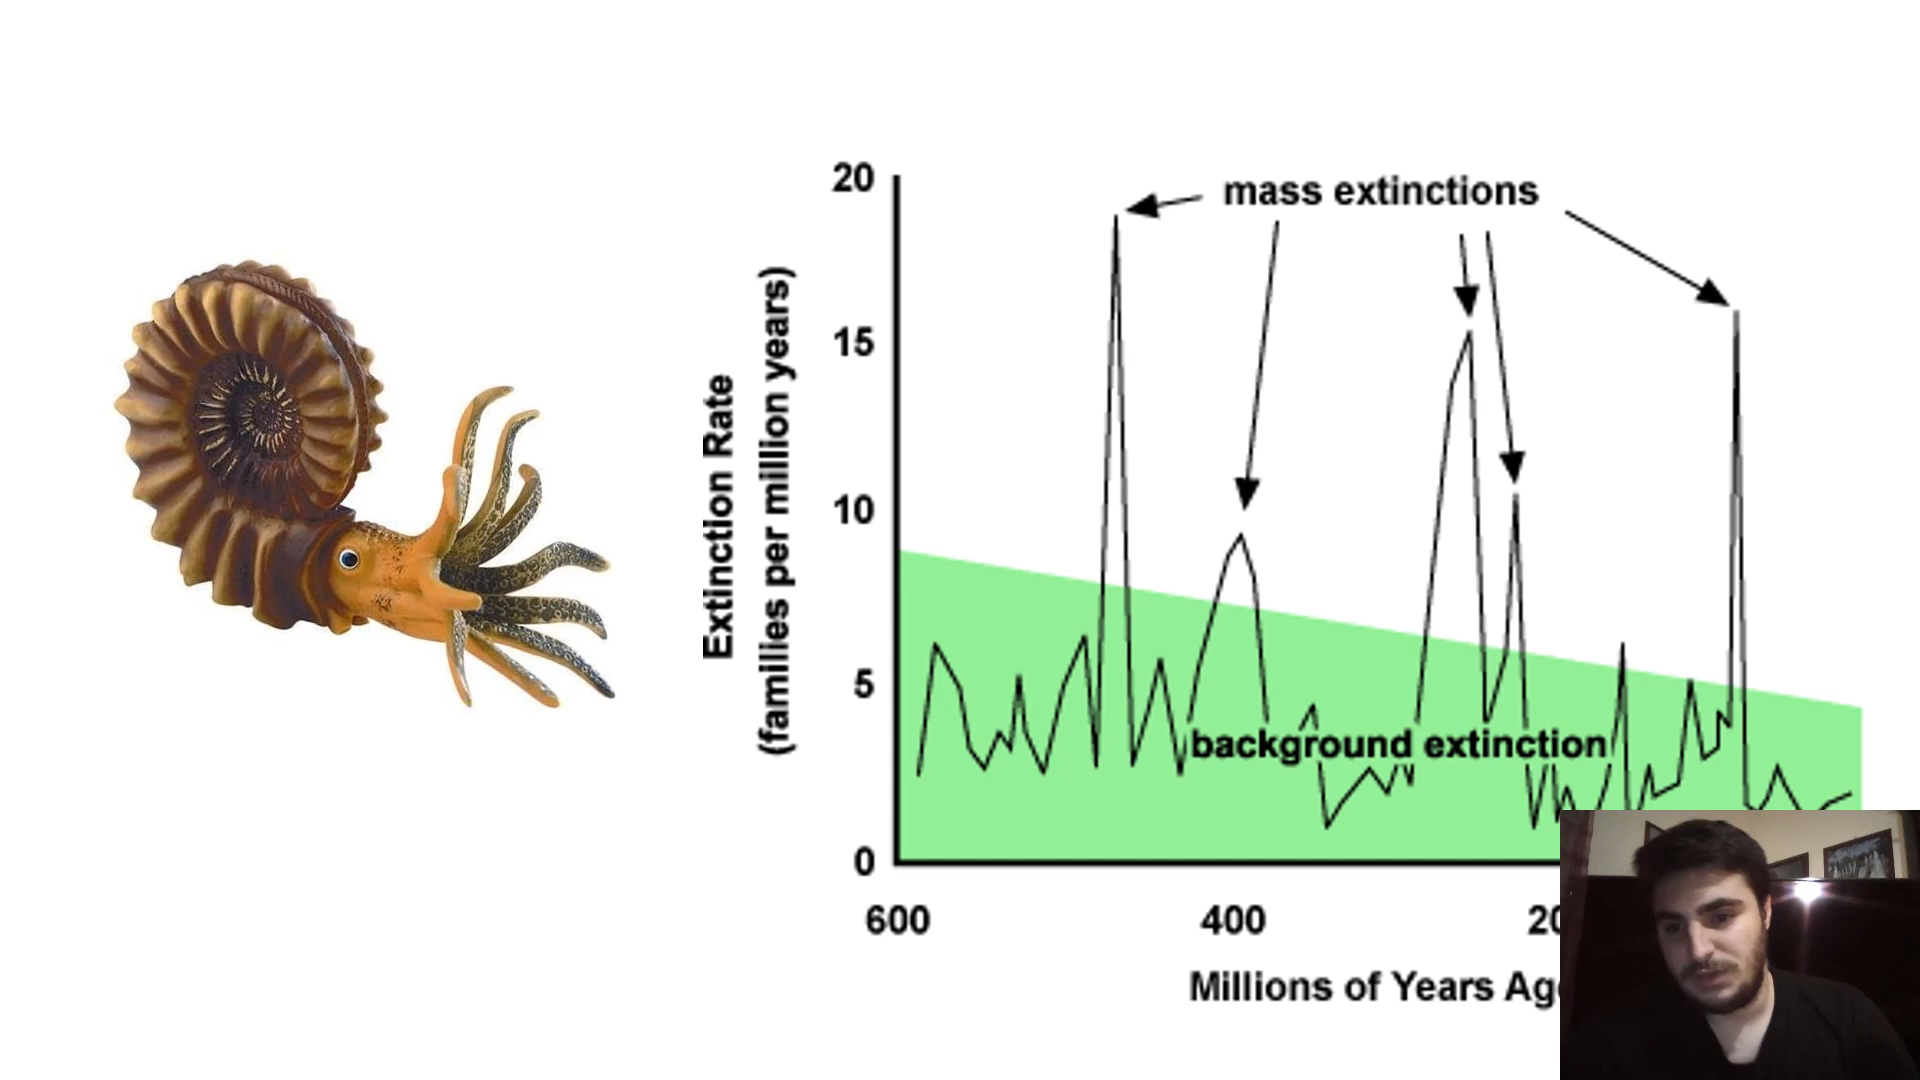 mass extinctions
20
15
10
5
0
Extinction Rate
(families per million years)
background extinction
600
400
Millions of Years